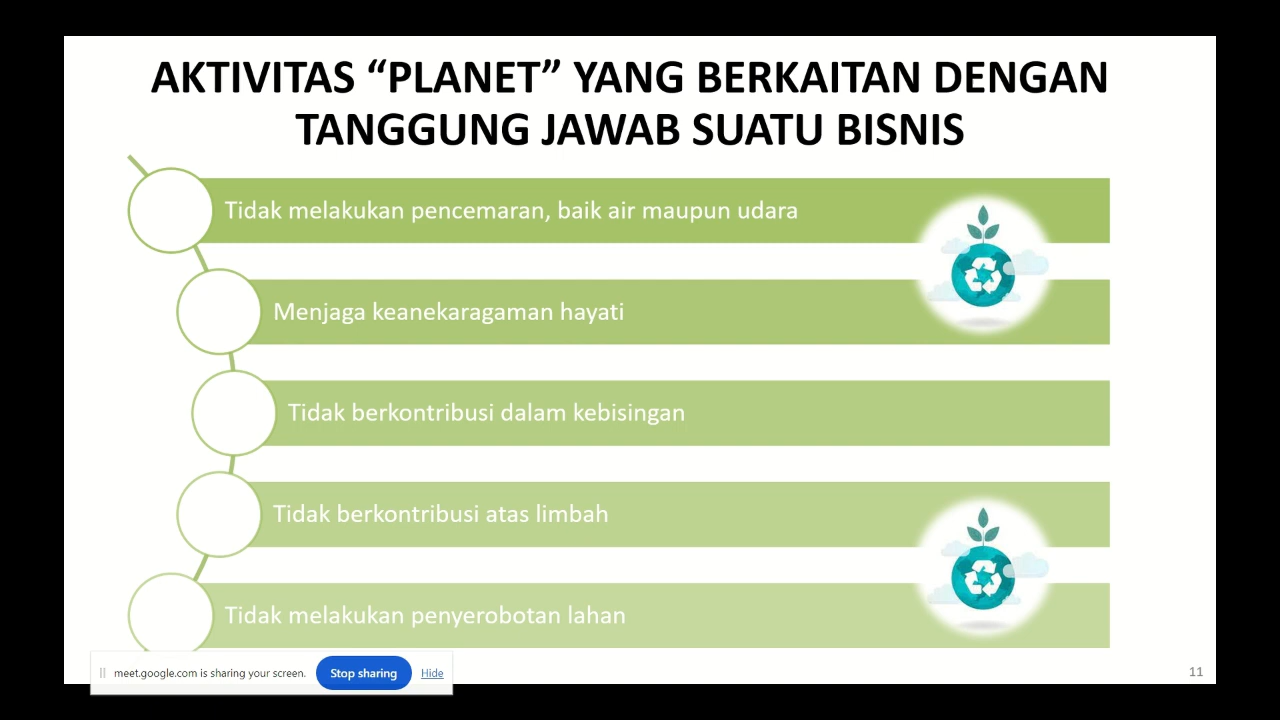 AKTIVITAS “PLANET” YANG BERKAITAN DENGAN
TANGGUNG JAWAB SUATU BISNIS
Tidak melakukan pencemaran, baik air maupun udara
Menjaga keanekaragaman hayati
Tidak berkontribusi dalam kebisingan
Tidak berkontribusi atas limbah
Tidak melakukan penyerobotan lahan
meet.google.com is sharing your screen. Stop sharing Hide
11